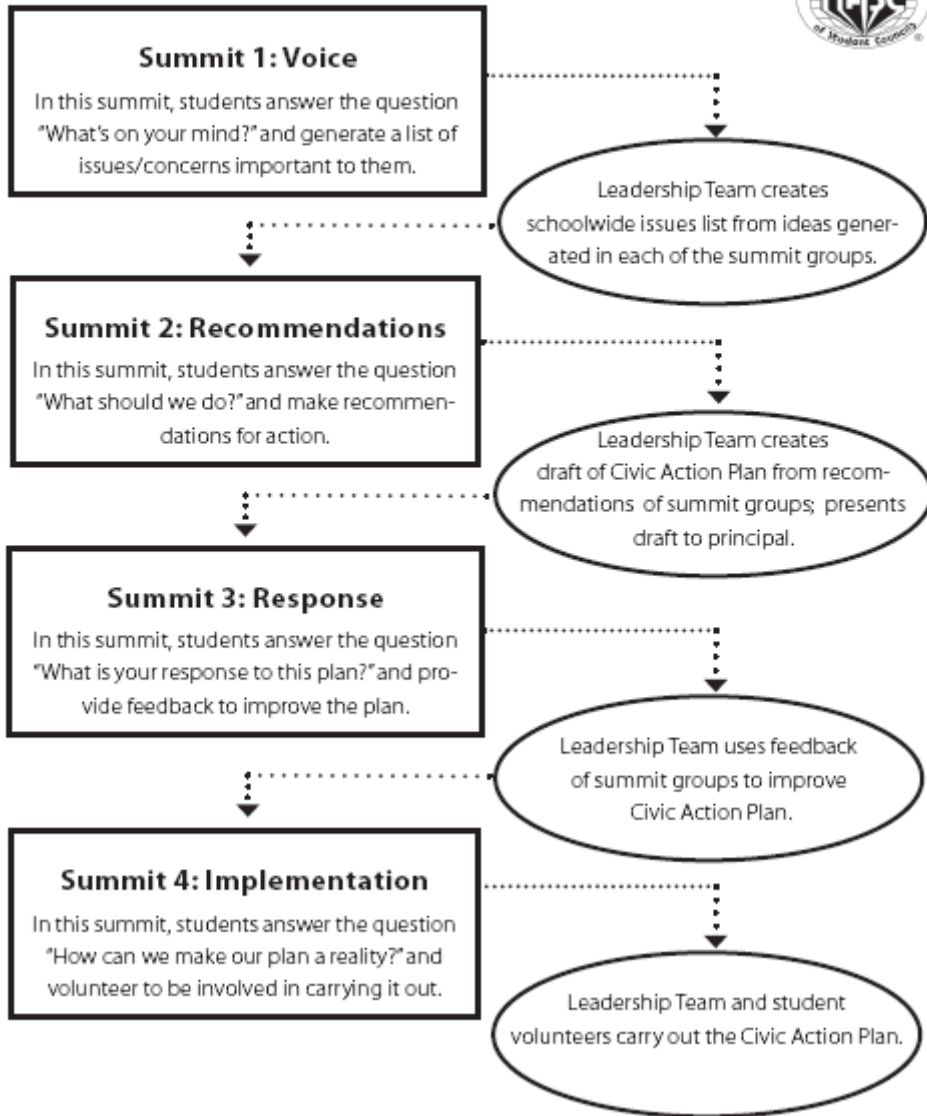 of Student Councils
®
Summit 1: Voice
In this summit, students answer the question
"What's on your mind?" and generate a list of
issues/concerns important to them.
Leadership Team creates
schoolwide issues list from ideas gener-
ated in each of the summit groups.
Summit 2: Recommendations
In this summit, students answer the question
"What should we do?" and make recommen-
dations for action.
Leadership Team creates
draft of Civic Action Plan from recom-
mendations of summit groups; presents
draft to principal.
Summit 3: Response
In this summit, students answer the question
"What is your response to this plan?" and pro-
vide feedback to improve the plan.
Leadership Team uses feedback
of summit groups to improve
Civic Action Plan.
Summit 4: Implementation
In this summit, students answer the question
"How can we make our plan a reality?" and
volunteer to be involved in carrying it out.
Leadership Team and student
volunteers carry out the Civic Action Plan.